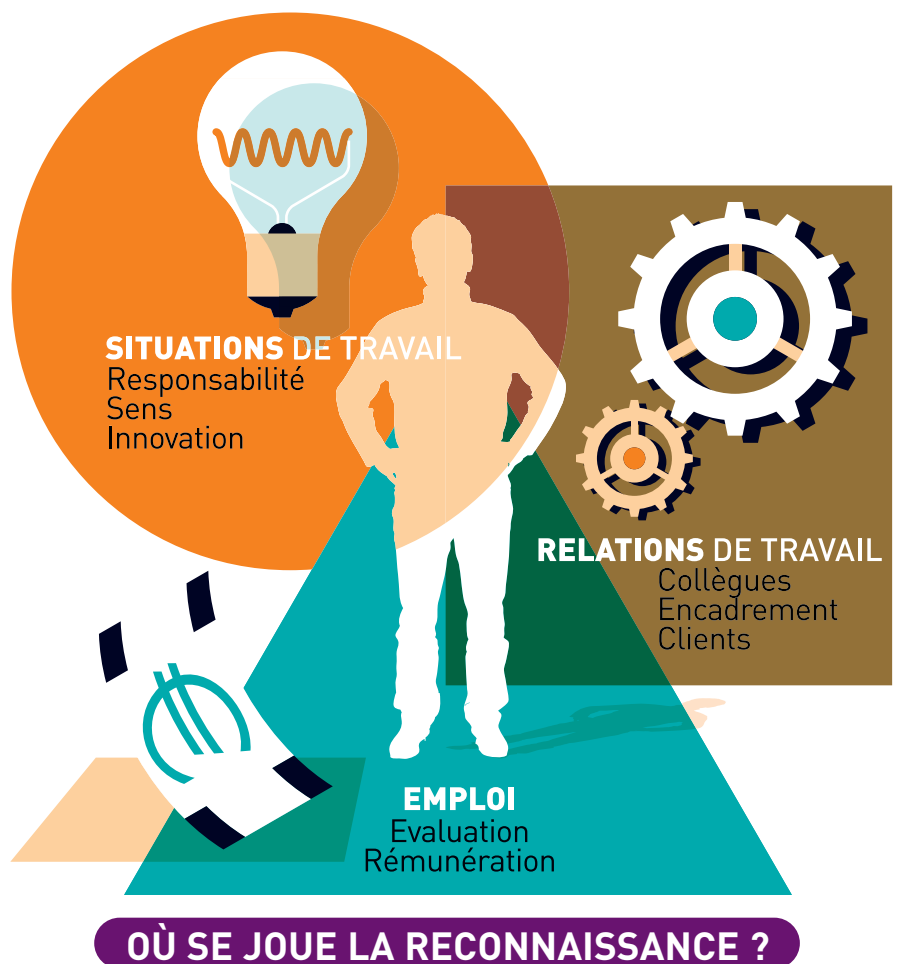 SITUATIONS DE TRAVAIL
Responsabilité
Sens
Innovation
RELATIONS DE TRAVAIL
Collègues
Encadrement
Clients
EMPLOI
Evaluation
Rémunération
OÙ SE JOUE LA RECONNAISSANCE ?